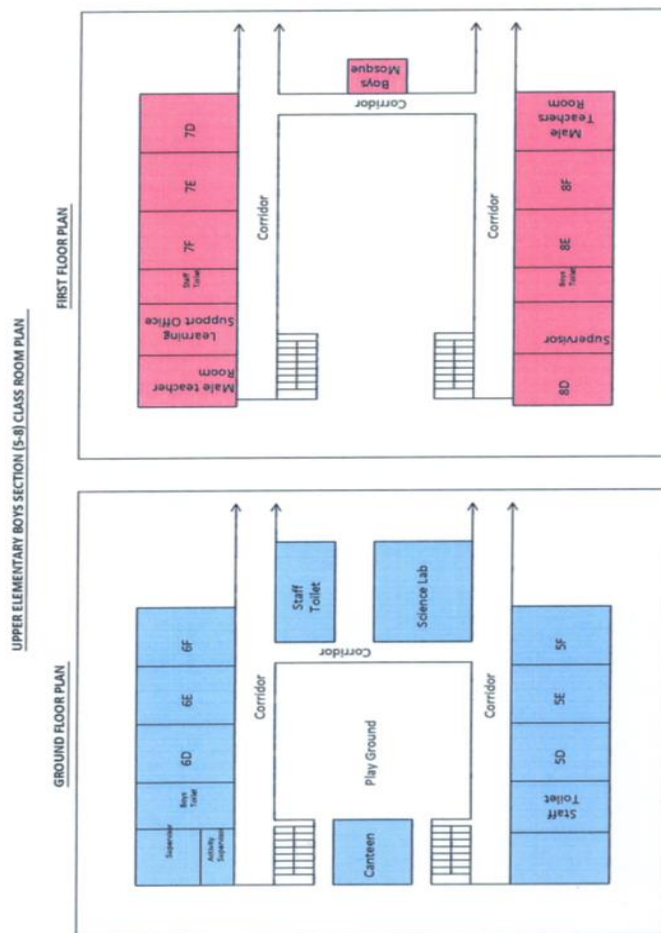 UPPER ELEMENTARY BOYS SECTION (5-8) CLASS ROOM PLAN
GROUND FLOOR PLAN
Supervisor
Activity
Supervisor
Boys
Toilet
6D
6E
6F
Corridor
Canteen
Play Ground
Corridor
Staff
Toilet
Science Lab
Corridor
Staff
Toilet
5D
5E
5F
FIRST FLOOR PLAN
Male teacher
Room
Learning
Support Office
Staff
Toilet
7F
7E
7D
Corridor
Corridor
Boys
Mosque
Corridor
8D
Supervisor
Boys
Toilet
8E
8F
Male
Teachers
Room